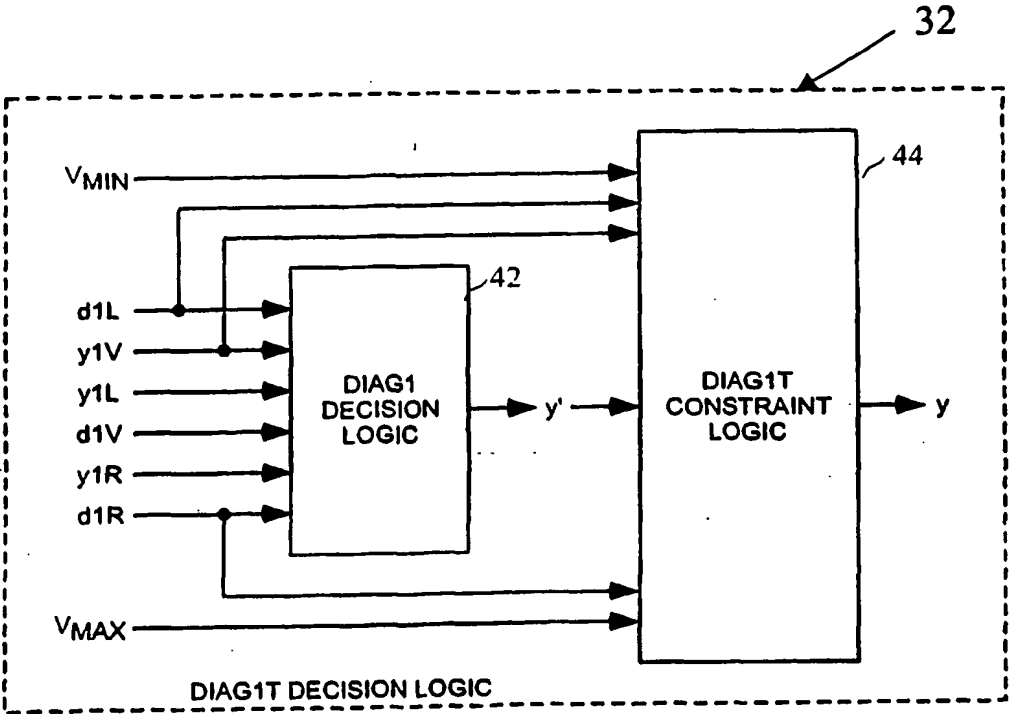 32
44
VMIN
42
d1L
y1V
y1L
d1V
y1R
d1R
DIAG1
DECISION
LOGIC
y'
DIAG1T
CONSTRAINT
LOGIC
y
VMAX
DIAG1T DECISION LOGIC